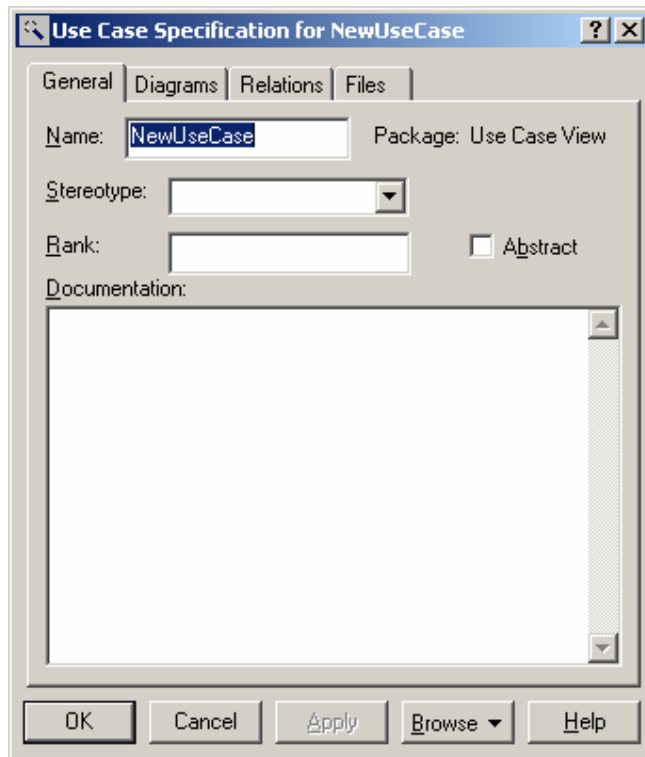 Use Case Specification for NewUseCase
General Diagrams Relations Files
Name: NewUseCase Package: Use Case View
Stereotype:
Rank: Abstract
Documentation:
OK Cancel Apply Browse Help